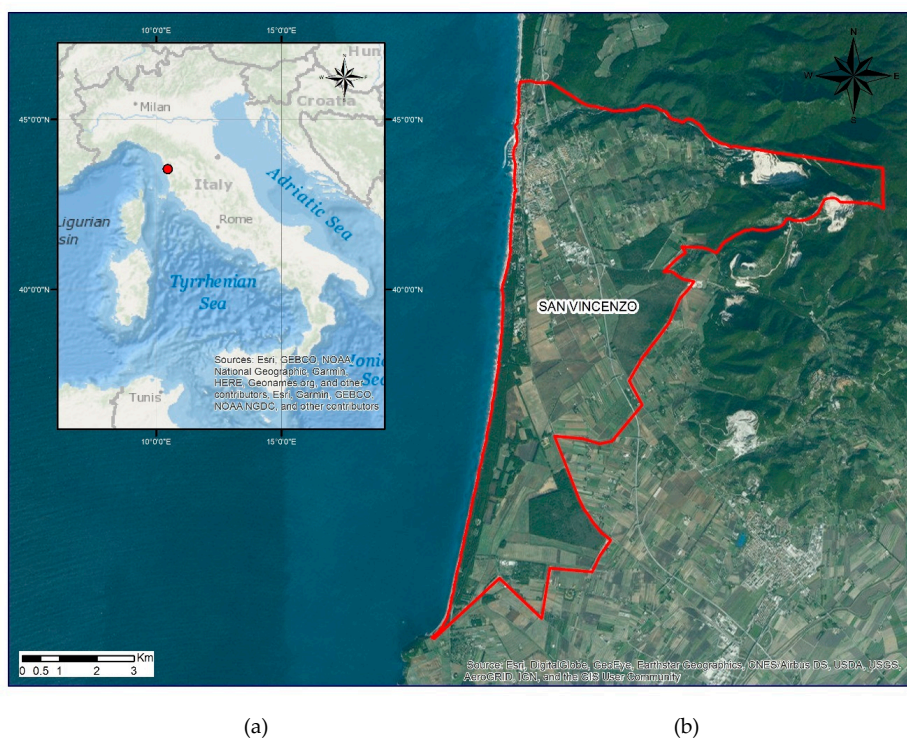 10°0'0"E 15°0'0"E
N
W E
Hun
Croatia
Milan
45°0'0"N 45°0'0"N
Italy
Adriatic Sea
Ligurian
sin
Rome
40°0'0"N 40°0'0"N
Tyrrhenian
Sea
Ionic
Sea
Sources: Esri, GEBCO, NOAA,
National Geographic, Garmin,
HERE, Geonames.org, and other
contributors, Esri, Garmin, GEBCO,
NOAA NGDC, and other contributors
Tunis
10°0'0"E 15°0'0"E
N
W E
S
SAN VINCENZO
Km
0 0.5 1 2 3
Source: Esri, DigitalGlobe, GeoEye, Earthstar Geographics, CNES/Airbus DS, USDA, USGS,
AeroGRID, IGN, and the GIS User Community
(a) (b)